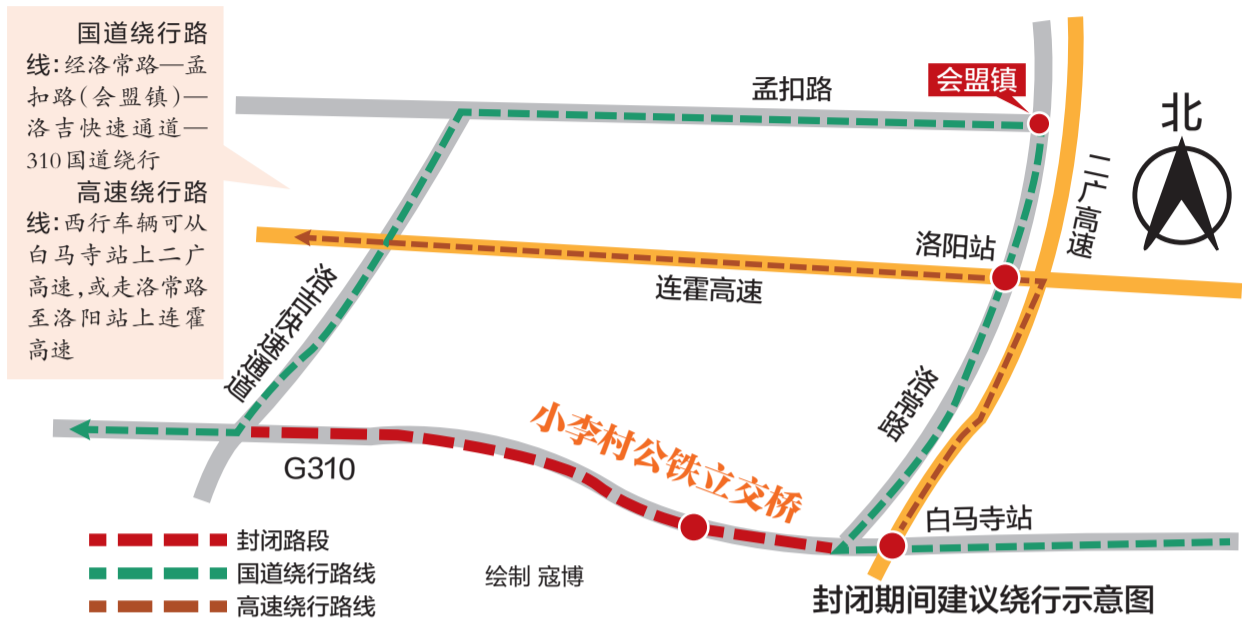 国道绕行路
线:经洛常路—孟
扣路(会盟镇)—
洛吉快速通道—
310国道绕行
高速绕行路
线:西行车辆可从
白马寺站上二广
高速,或走洛常路
至洛阳站上连霍
高速
孟扣路
会盟镇
北
二广高速
洛阳站
连霍高速
洛吉快速通道
洛常路
小李村公铁立交桥
G310
白马寺站
封闭路段
国道绕行路线
高速绕行路线
绘制 寇博
封闭期间建议绕行示意图